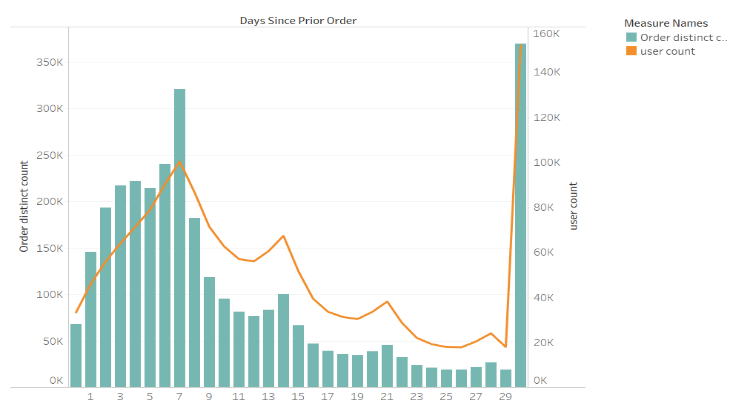 Days Since Prior Order
Measure Names
Order distinct c..
user count
Order distinct count
350K
300K
250K
200K
150K
100K
50K
0K
160K
140K
120K
100K
80K
60K
40K
20K
0K
user count
1 3 5 7 9 11 13 15 17 19 21 23 25 27 29